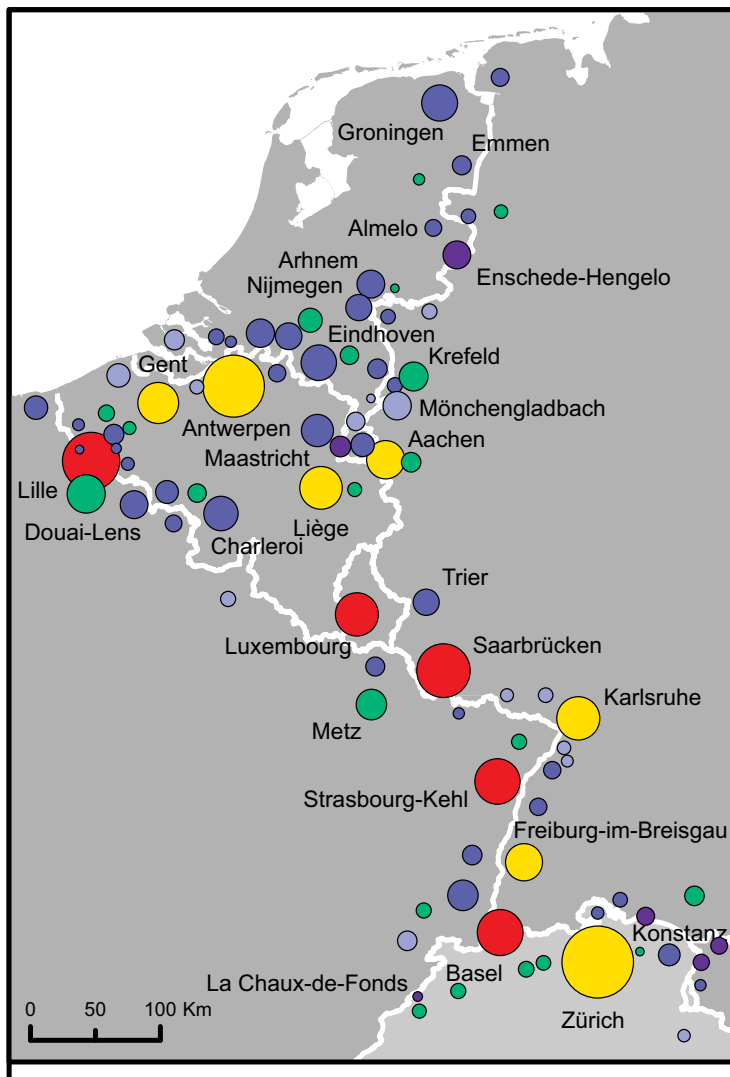 Groningen
Emmen
Almelo
Arhnem
Nijmegen
Enschede-Hengelo
Eindhoven
Gent
Krefeld
Mönchengladbach
Antwerpen
Aachen
Maastricht
Lille
Liège
Douai-Lens
Charleroi
Trier
Luxembourg
Saarbrücken
Karlsruhe
Metz
Strasbourg-Kehl
Freiburg-im-Breisgau
Konstanz
Basel
La Chaux-de-Fonds
0 50 100 Km
Zürich